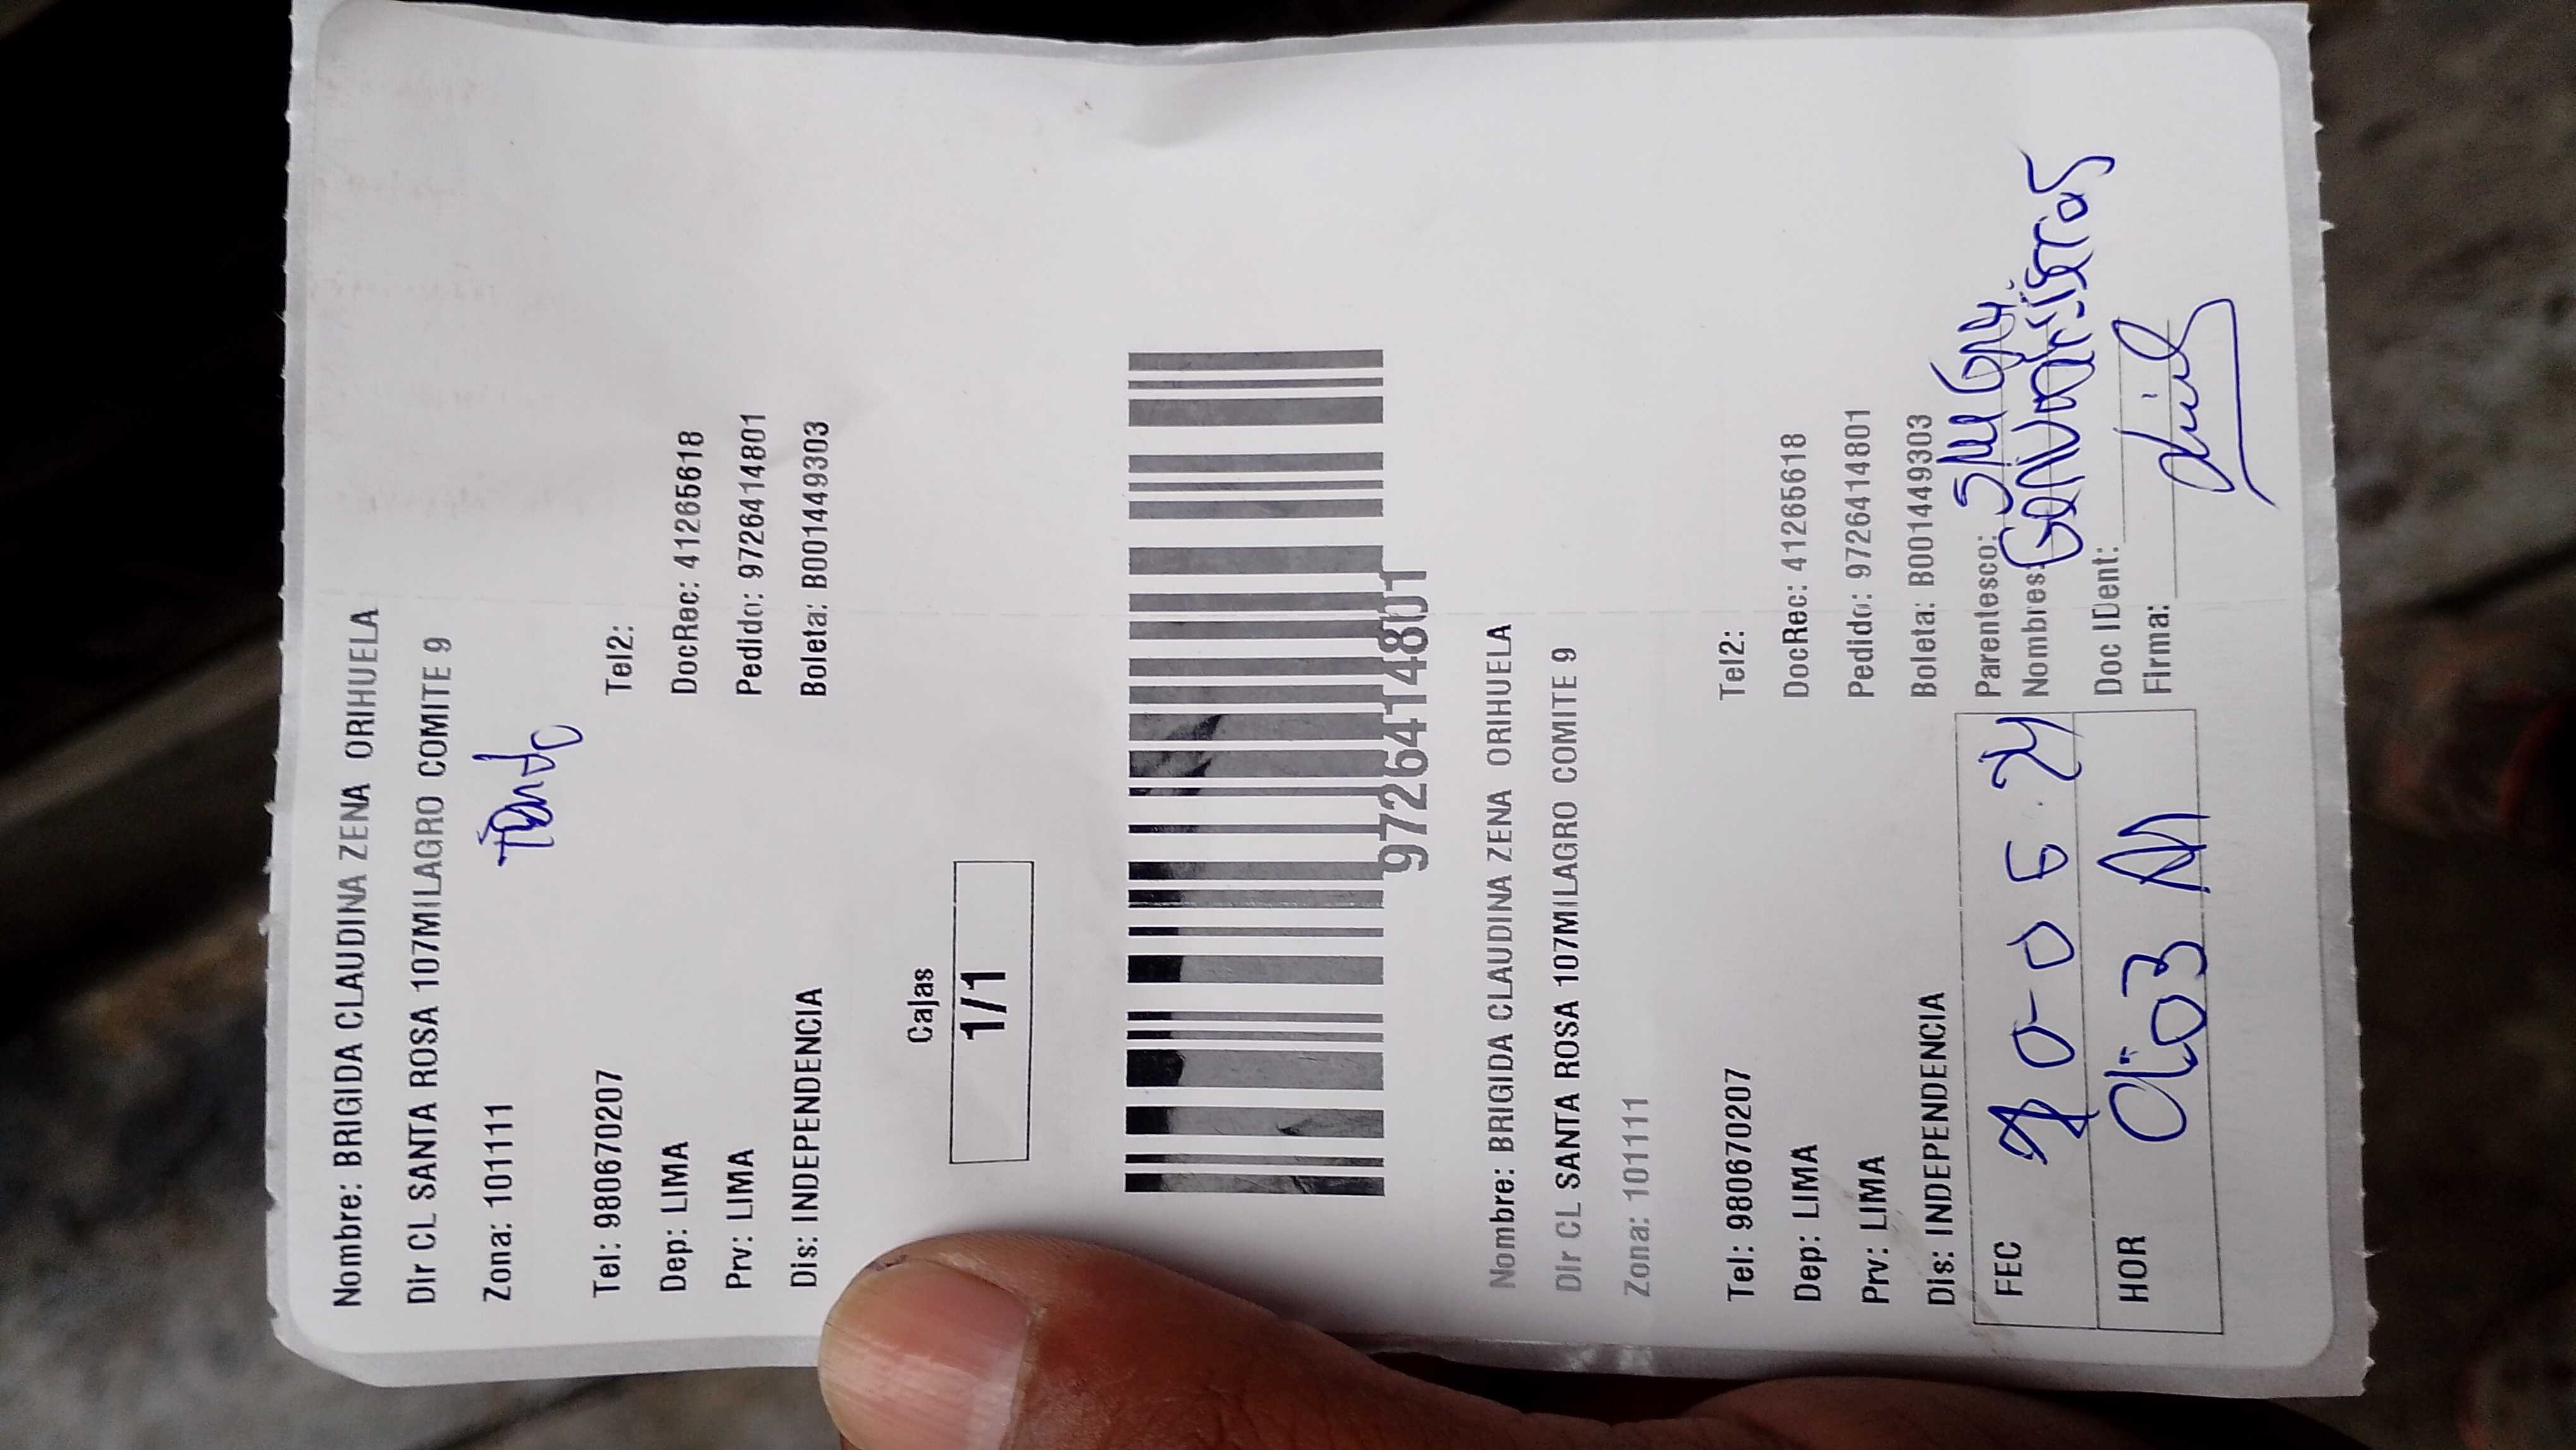 Nombre: BRIGIDA CLAUDINA ZENA ORIHUELA
Dir CL SANTA ROSA 107MILAGRO COMITE 9
Zona: 101111
Tel: 980670207
Tel2:
Dep: LIMA
DocRec: 41265618
Prv: LIMA
Pedido: 9726414801
Dis: INDEPENDENCIA
Boleta: B001449303
Cajas
1/1
9726414801
Nombre: BRIGIDA CLAUDINA ZENA ORIHUELA
Dir CL SANTA ROSA 107MILAGRO COMITE 9
Zona: 101111
Tel: 980670207
Tel2:
Dep: LIMA
DocRec: 41265618
Prv: LIMA
Pedido: 9726414801
Dis: INDEPENDENCIA
Boleta: B001449303
FEC
Parentesco:
Nombres:
HOR
Doc IDent:
Firma: